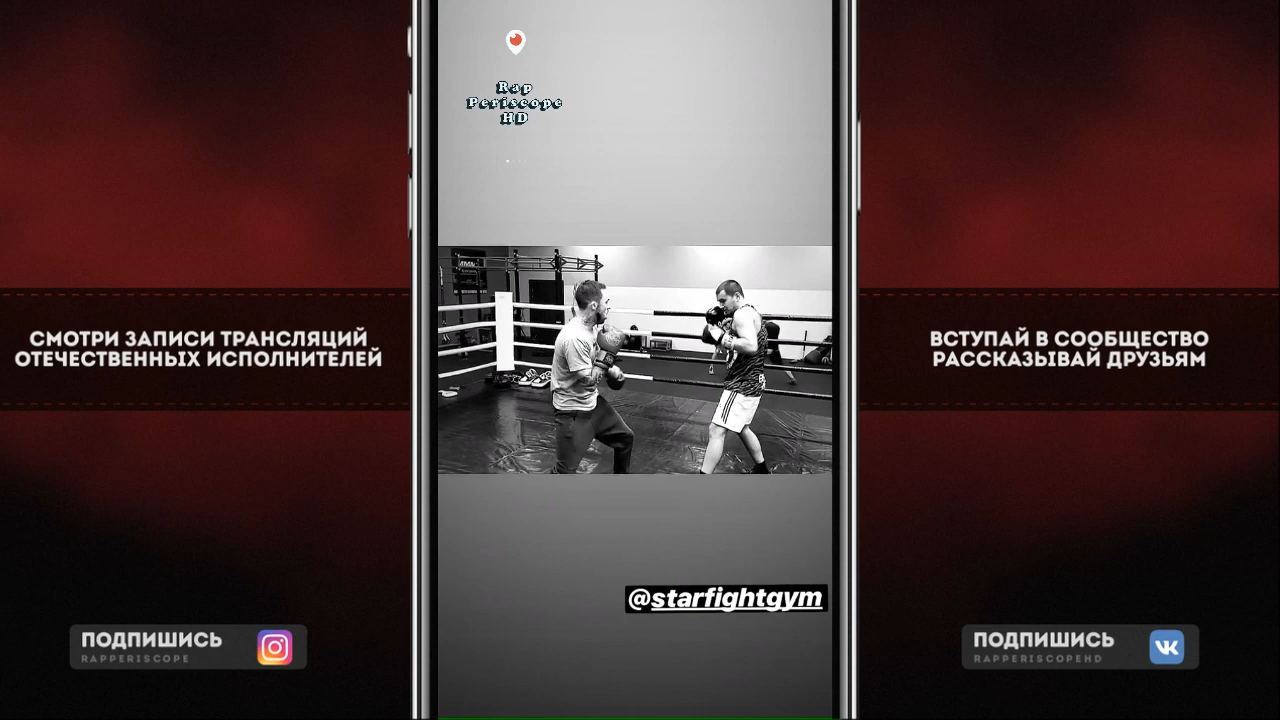 Rap
Periscope
HD
СМОТРИ ЗАПИСИ ТРАНСЛЯЦИЙ
ОТЕЧЕСТВЕННЫХ ИСПОЛНИТЕЛЕЙ
ВСТУПАЙ В СООБЩЕСТВО
РАССКАЗЫВАЙ ДРУЗЬЯМ
@starfightgym
ПОДПИШИСЬ
RAPPERISCOPE
ПОДПИШИСЬ
RAPPERISCOPEHD